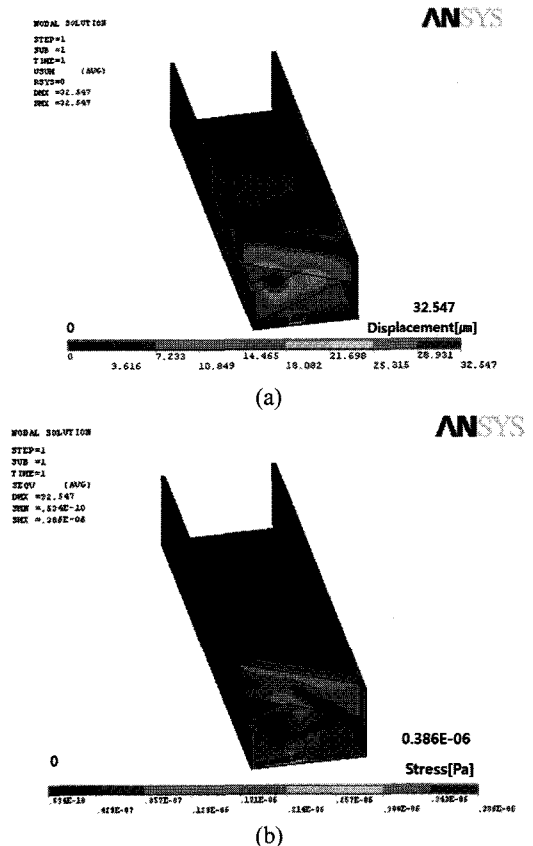 ANSYS
NODAL SOLUTION
STEP=1
SUB =1
TIME=1
USUM (AVG)
RSYS=0
DMX =32.547
SMX =32.547
32.547
0 Displacement[μm]
0 7.233 14.465 21.698 28.931
3.616 10.849 18.082 25.315 32.547
(a)
ANSYS
NODAL SOLUTION
STEP=1
SUB =1
TIME=1
SEQU (AVG)
DMX =32.547
0.386E-06
0 Stress[Pa]
(b)